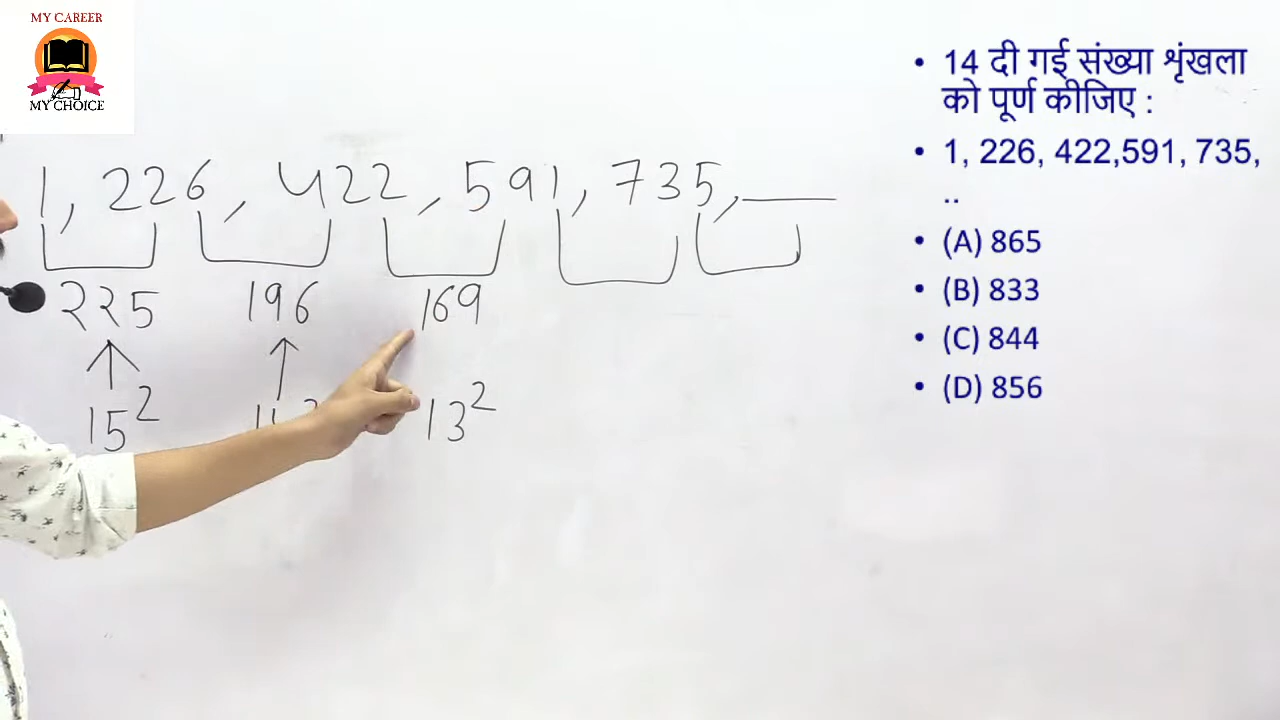 MY CAREER
MY CHOICE
1, 226, 422, 591, 735, ___
225 196 169
15² 13²
• 14 दी गई संख्या शृंखला
को पूर्ण कीजिए :
• 1, 226, 422,591, 735,
..
• (A) 865
• (B) 833
• (C) 844
• (D) 856